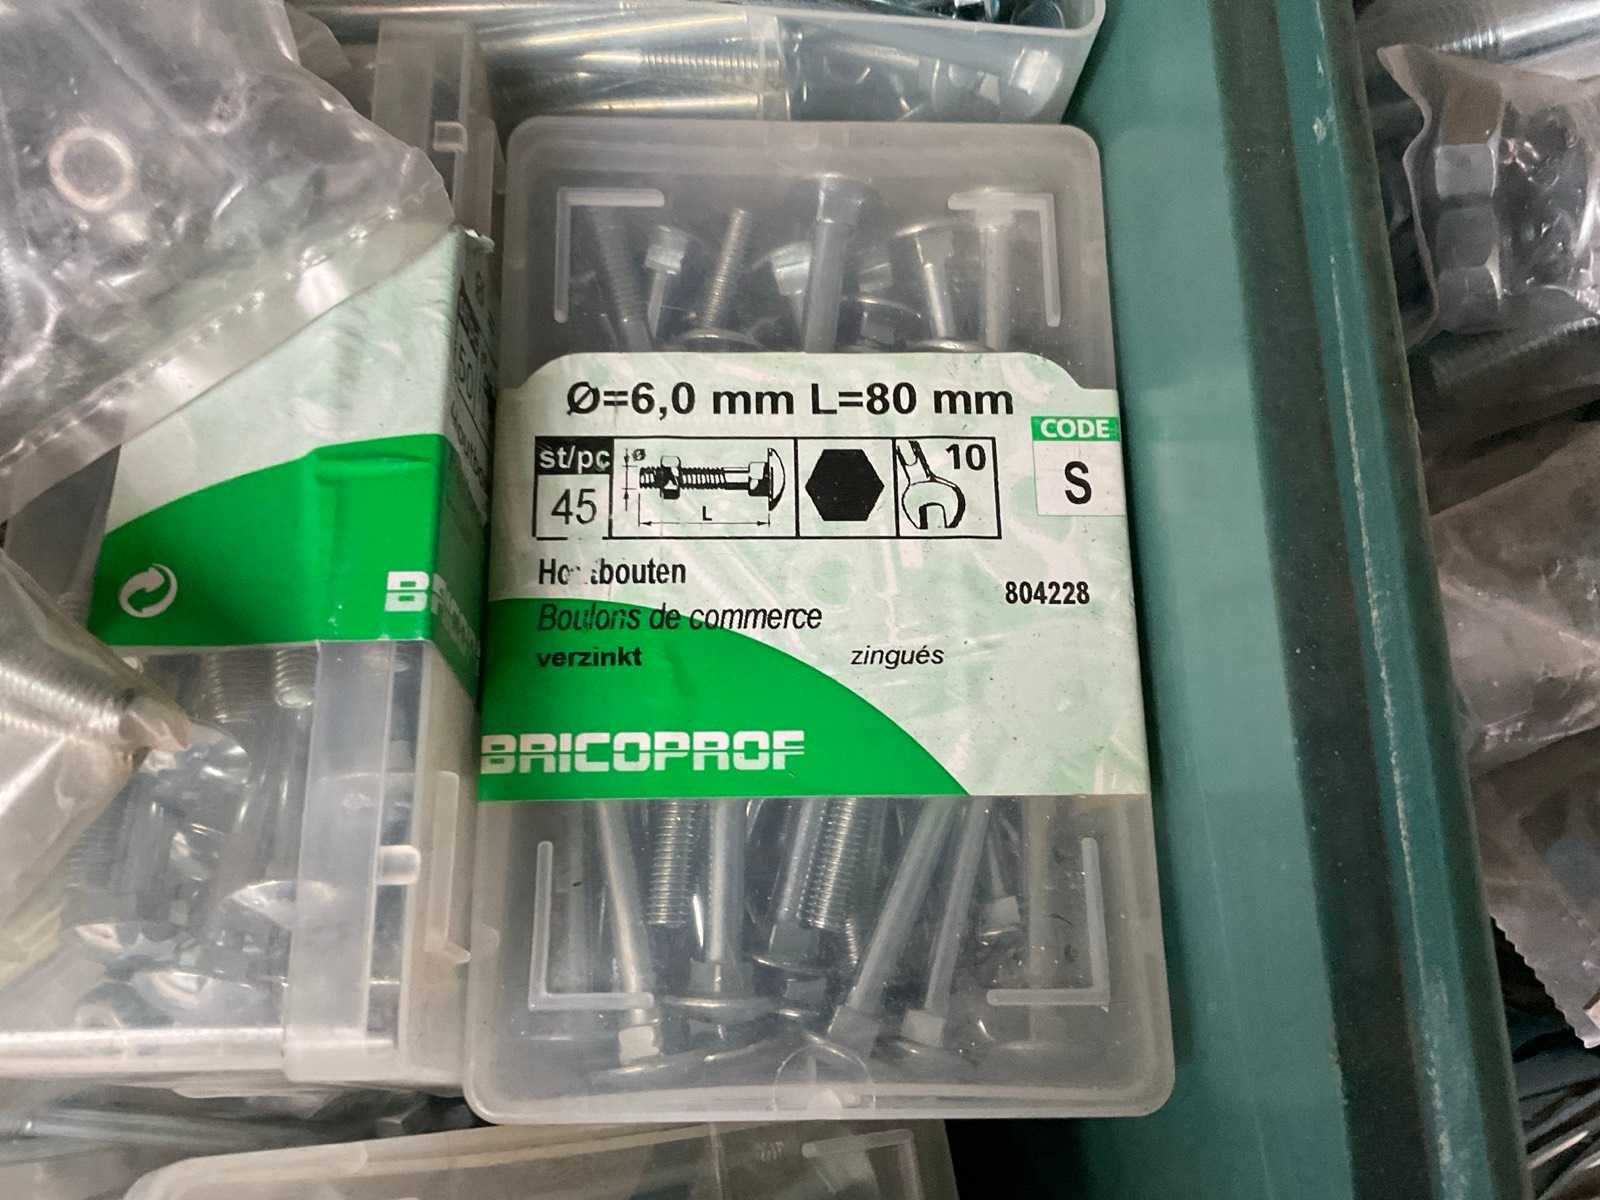 Ø=6,0 mm L=80 mm
CODE
S
st/pc
45
ø
L
10
804228
Boulons de commerce
verzinkt
zingués
BRICOPROF